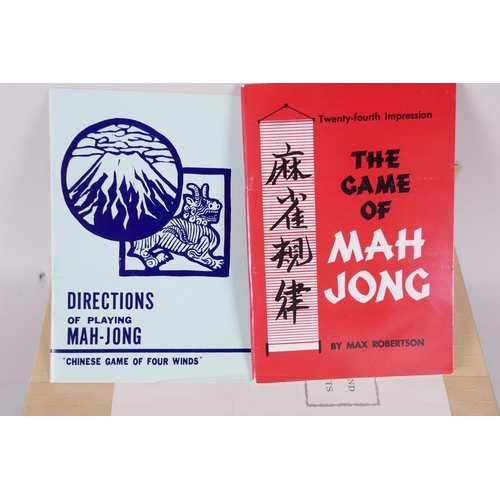 DIRECTIONS
OF PLAYING
MAH-JONG
"CHINESE GAME OF FOUR WINDS"
Twenty-fourth Impression
麻雀规律
THE
GAME
OF
MAH
JONG
BY MAX ROBERTSON